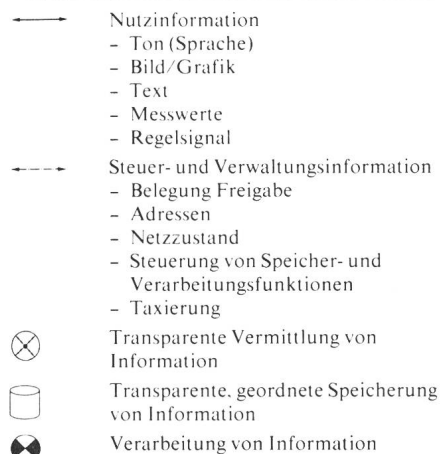 Nutzinformation
– Ton (Sprache)
– Bild/Grafik
– Text
– Messwerte
– Regelsignal
Steuer- und Verwaltungsinformation
– Belegung Freigabe
– Adressen
– Netzzustand
– Steuerung von Speicher- und
Verarbeitungsfunktionen
– Taxierung
Transparente Vermittlung von
Information
Transparente, geordnete Speicherung
von Information
Verarbeitung von Information